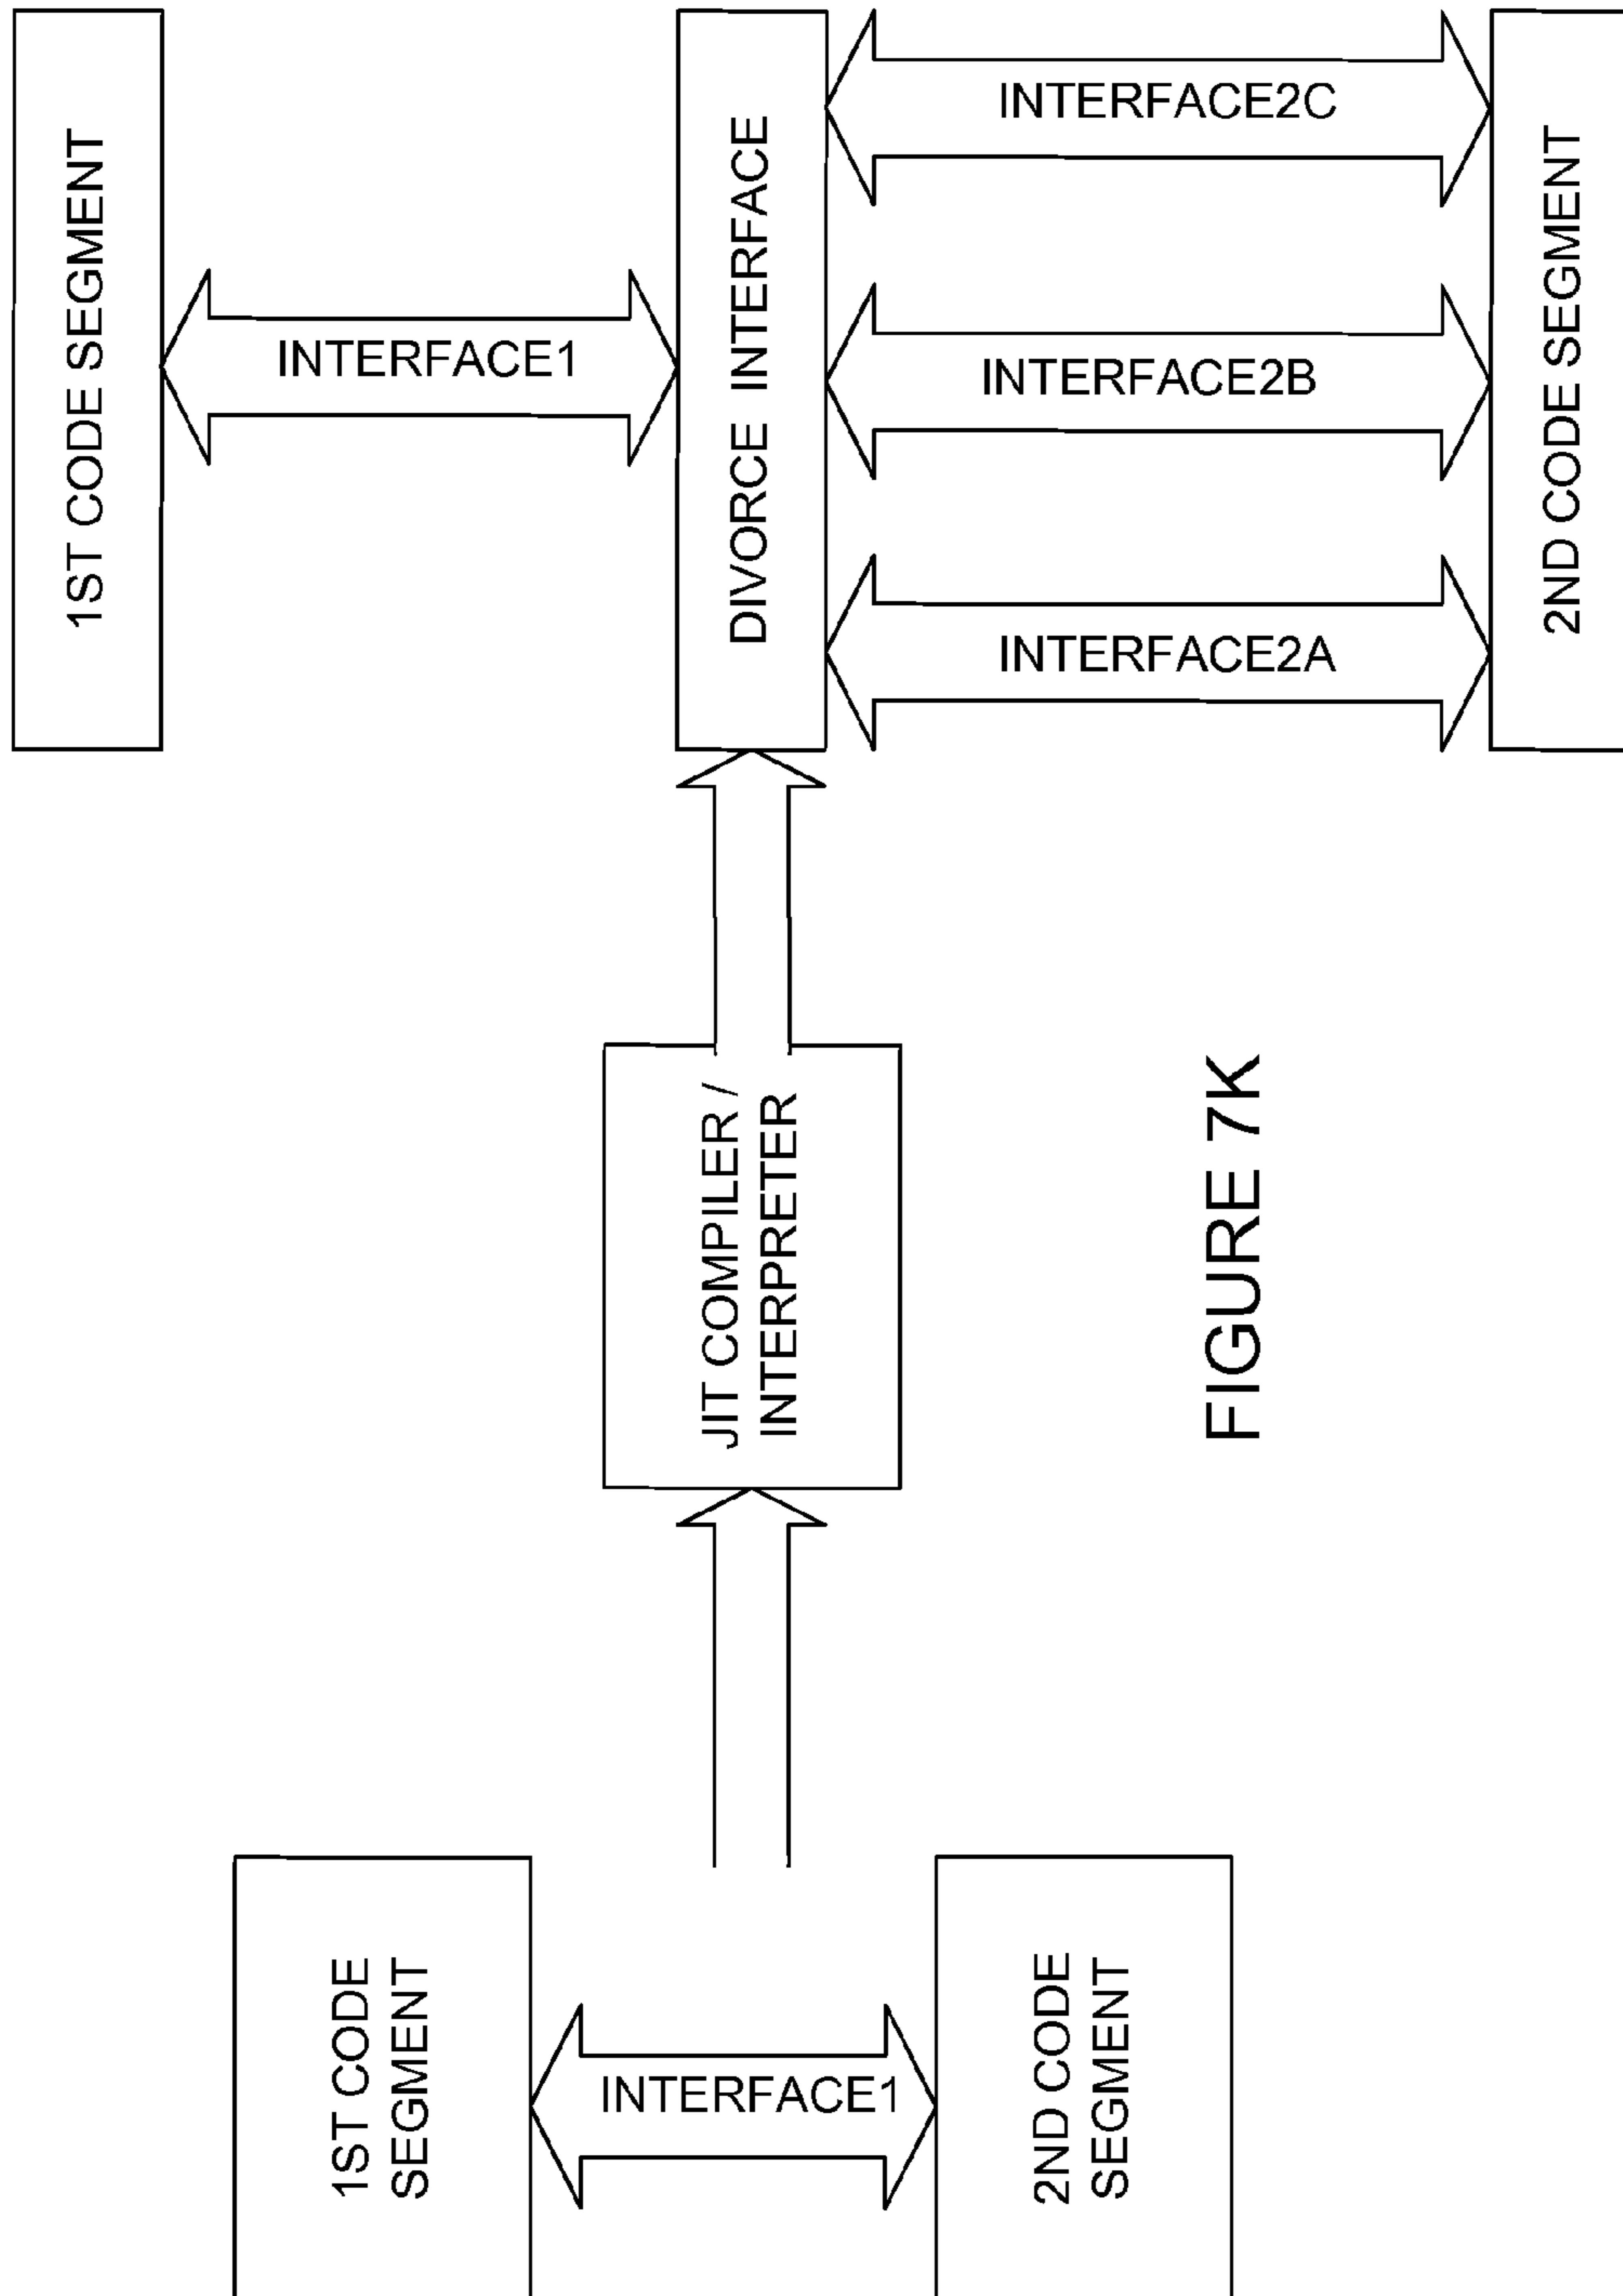 1ST CODE
SEGMENT
INTERFACE1
2ND CODE
SEGMENT
JIT COMPILER /
INTERPRETER
1ST CODE SEGMENT
INTERFACE1
DIVORCE INTERFACE
INTERFACE2A
INTERFACE2B
INTERFACE2C
2ND CODE SEGMENT
FIGURE 7K